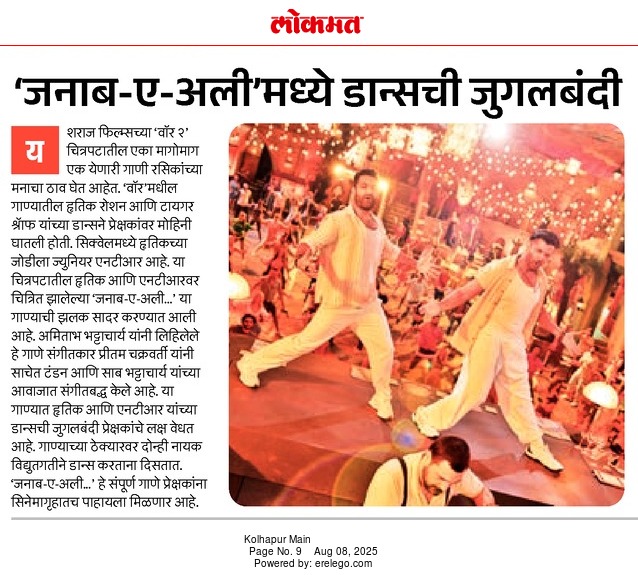 लोकमत
‘जनाब-ए-अली’मध्ये डान्सची जुगलबंदी
यशराज फिल्म्सच्या ‘वॉर २’
चित्रपटातील एका मागोमाग
एक येणारी गाणी रसिकांच्या
मनाचा ठाव घेत आहेत. ‘वॉर’मधील
गाण्यातील हृतिक रोशन आणि टायगर
श्रॉफ यांच्या डान्सने प्रेक्षकांवर मोहिनी
घातली होती. सिक्वेलमध्ये हृतिकच्या
जोडीला ज्युनियर एनटीआर आहे. या
चित्रपटातील हृतिक आणि एनटीआरवर
चित्रित झालेल्या ‘जनाब-ए-अली...’ या
गाण्याची झलक सादर करण्यात आली
आहे. अमिताभ भट्टाचार्य यांनी लिहिलेले
हे गाणे संगीतकार प्रीतम चक्रवर्ती यांनी
साचेत टंडन आणि साब भट्टाचार्य यांच्या
आवाजात संगीतबद्ध केले आहे. या
गाण्यात हृतिक आणि एनटीआर यांच्या
डान्सची जुगलबंदी प्रेक्षकांचे लक्ष वेधत
आहे. गाण्याच्या ठेक्यावर दोन्ही नायक
विद्युतगतीने डान्स करताना दिसतात.
‘जनाब-ए-अली...’ हे संपूर्ण गाणे प्रेक्षकांना
सिनेमागृहातच पाहायला मिळणार आहे.
Kolhapur Main
Page No. 9 Aug 08, 2025
Powered by: erelego.com